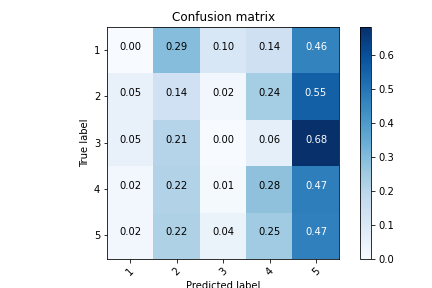 Confusion matrix
1 0.00 0.29 0.10 0.14 0.46
2 0.05 0.14 0.02 0.24 0.55
3 0.05 0.21 0.00 0.06 0.68
4 0.02 0.22 0.01 0.28 0.47
5 0.02 0.22 0.04 0.25 0.47
1 2 3 4 5
True label
Predicted label
0.6
0.5
0.4
0.3
0.2
0.1
0.0